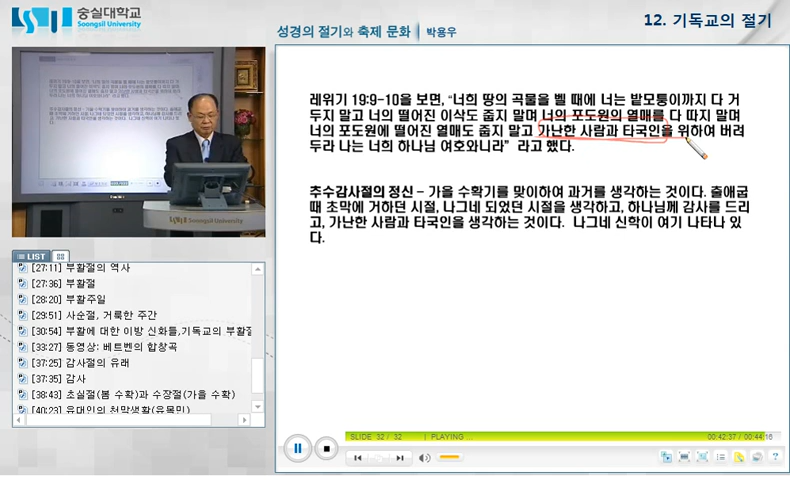 숭실대학교
Soongsil University
성경의 절기와 축제 문화 | 박용우
12. 기독교의 절기
레위기 19:9-10을 보면, "너희 땅의 곡물을 벨 때에 너는 밭모퉁이까지 다 거
두지 말고 너의 떨어진 이삭도 줍지 말며 너의 포도원의 열매를 다 따지 말며
너의 포도원에 떨어진 열매도 줍지 말고 가난한 사람과 타국인을 위하여 버려
두라 나는 너희 하나님 여호와니라" 라고 했다.
추수감사절의 정신 – 가을 수확기를 맞이하여 과거를 생각하는 것이다. 출애굽
때 초막에 거하던 시절, 나그네 되었던 시절을 생각하고, 하나님께 감사를 드리
고, 가난한 사람과 타국인을 생각하는 것이다. 나그네 신학이 여기 나타나 있
다.
Soongsil University
LIST
[27:11] 부활절의 역사
[27:36] 부활절
[28:20] 부활주일
[29:51] 사순절, 거룩한 주간
[30:54] 부활에 대한 이방 신화들,기독교의 부활절
[33:27] 동영상: 베트벤의 합창곡
[37:25] 감사절의 유래
[37:35] 감사
[38:43] 초실절(봄 수확)과 수장절(가을 수확)
[40:23] 유대인의 천막생활(유목민)
SLIDE 32 / 32 | PLAYING ...
00:42:37 / 00:44:16